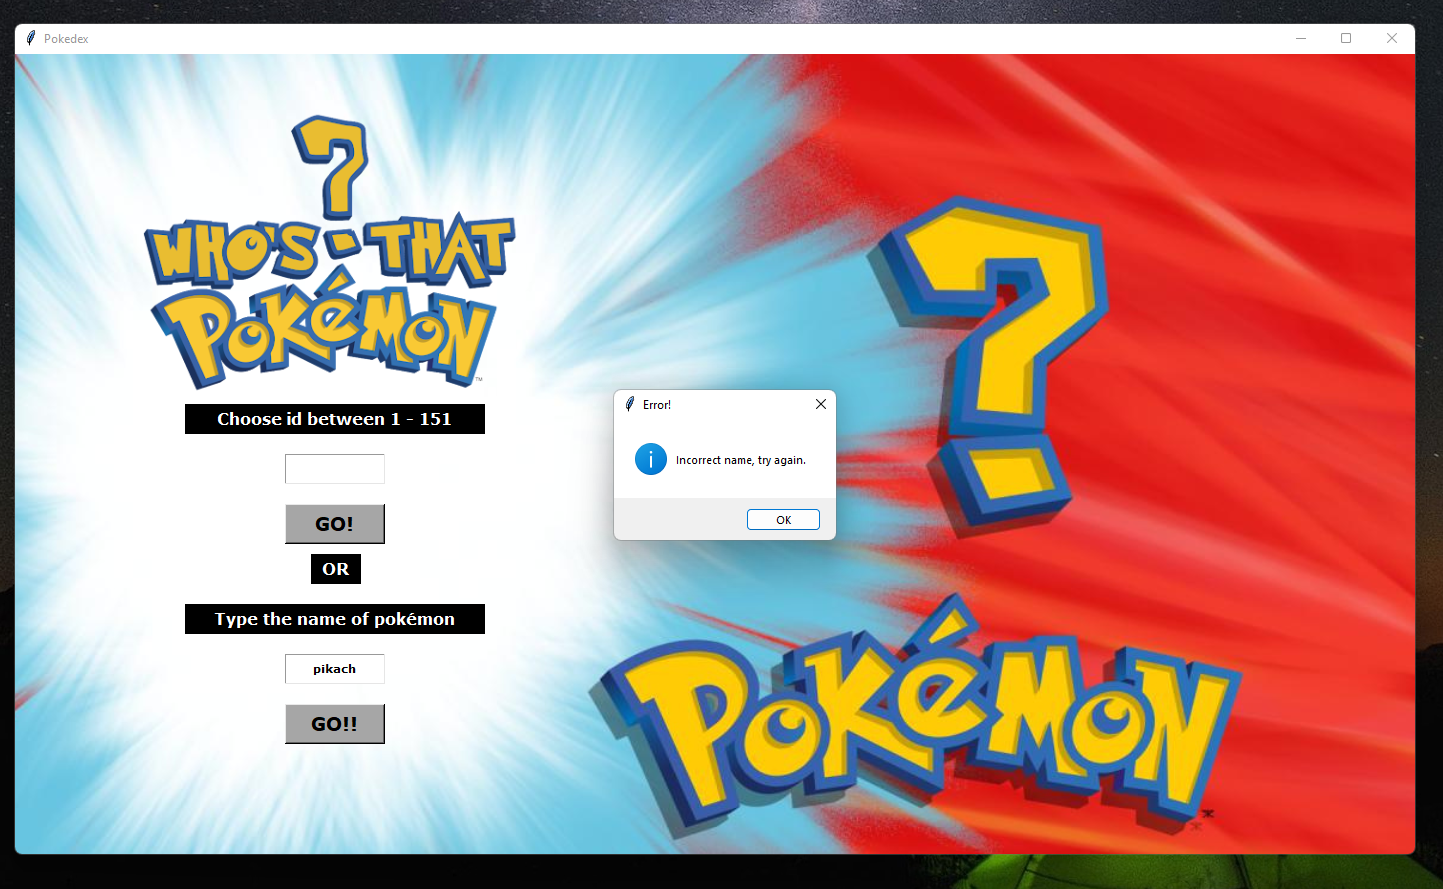 Pokedex
?
WHO'S THAT
POKéMON
™
Choose id between 1 - 151
GO!
OR
Type the name of pokémon
pikach
GO!!
Error!
i
Incorrect name, try again.
OK
?
POKéMON